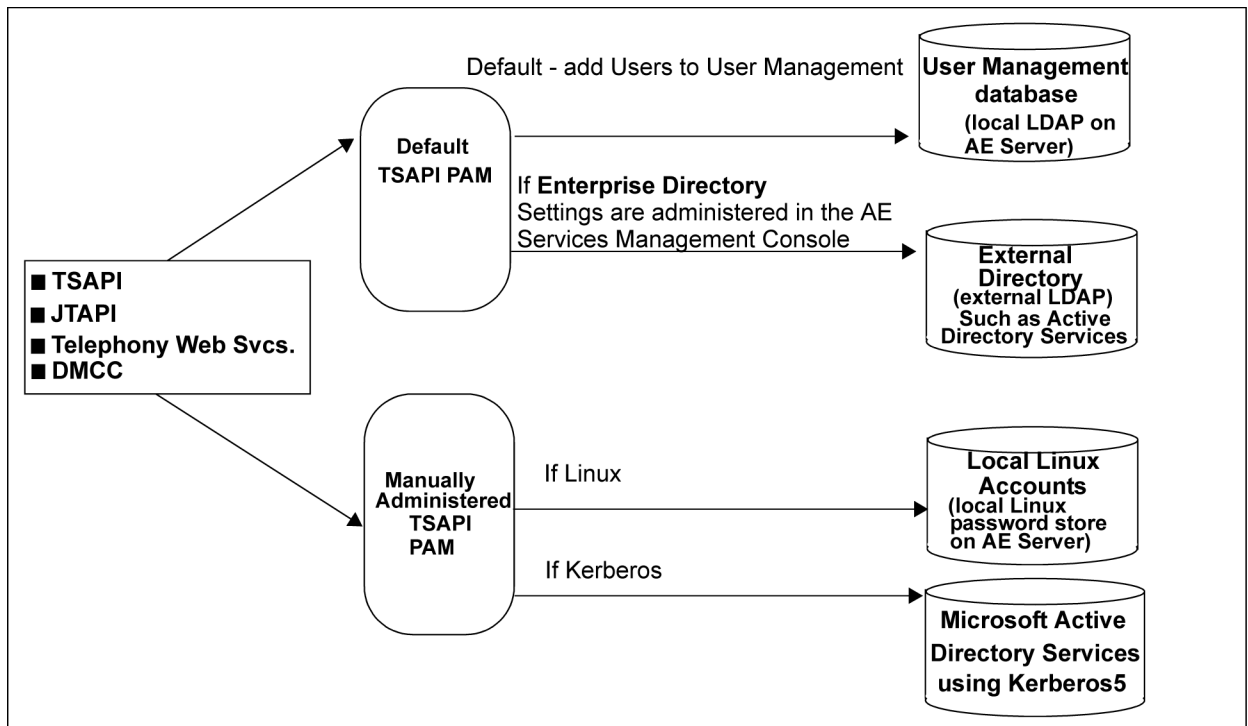 Default - add Users to User Management
User Management
database
(local LDAP on
AE Server)
Default
TSAPI PAM
If Enterprise Directory
Settings are administered in the AE
Services Management Console
External
Directory
(external LDAP)
Such as Active
Directory Services
■ TSAPI
■ JTAPI
■ Telephony Web Svcs.
■ DMCC
Manually
Administered
TSAPI
PAM
If Linux
Local Linux
Accounts
(local Linux
password store
on AE Server)
If Kerberos
Microsoft Active
Directory Services
using Kerberos5